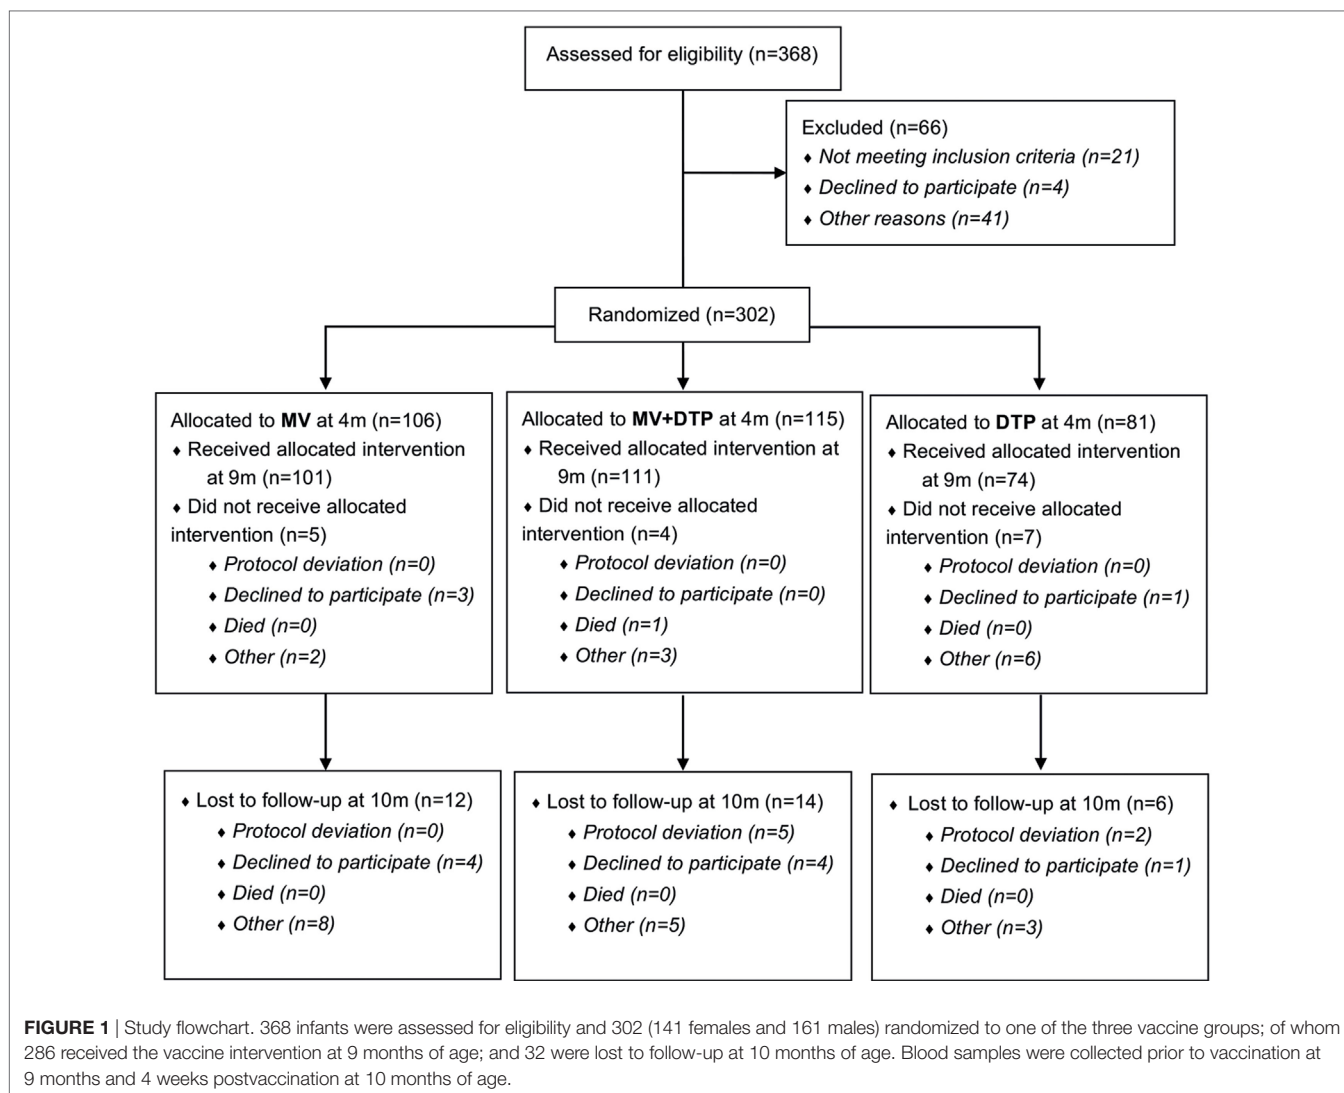 Assessed for eligibility (n=368)
Excluded (n=66)
♦ Not meeting inclusion criteria (n=21)
♦ Declined to participate (n=4)
♦ Other reasons (n=41)
Randomized (n=302)
Allocated to MV at 4m (n=106)
♦ Received allocated intervention
at 9m (n=101)
♦ Did not receive allocated
intervention (n=5)
♦ Protocol deviation (n=0)
♦ Declined to participate (n=3)
♦ Died (n=0)
♦ Other (n=2)
Allocated to MV+DTP at 4m (n=115)
♦ Received allocated intervention at
9m (n=111)
♦ Did not receive allocated
intervention (n=4)
♦ Protocol deviation (n=0)
♦ Declined to participate (n=0)
♦ Died (n=1)
♦ Other (n=3)
Allocated to DTP at 4m (n=81)
♦ Received allocated intervention
at 9m (n=74)
♦ Did not receive allocated
intervention (n=7)
♦ Protocol deviation (n=0)
♦ Declined to participate (n=1)
♦ Died (n=0)
♦ Other (n=6)
♦ Lost to follow-up at 10m (n=12)
♦ Protocol deviation (n=0)
♦ Declined to participate (n=4)
♦ Died (n=0)
♦ Other (n=8)
♦ Lost to follow-up at 10m (n=14)
♦ Protocol deviation (n=5)
♦ Declined to participate (n=4)
♦ Died (n=0)
♦ Other (n=5)
♦ Lost to follow-up at 10m (n=6)
♦ Protocol deviation (n=2)
♦ Declined to participate (n=1)
♦ Died (n=0)
♦ Other (n=3)
FIGURE 1 | Study flowchart. 368 infants were assessed for eligibility and 302 (141 females and 161 males) randomized to one of the three vaccine groups; of whom
286 received the vaccine intervention at 9 months of age; and 32 were lost to follow-up at 10 months of age. Blood samples were collected prior to vaccination at
9 months and 4 weeks postvaccination at 10 months of age.